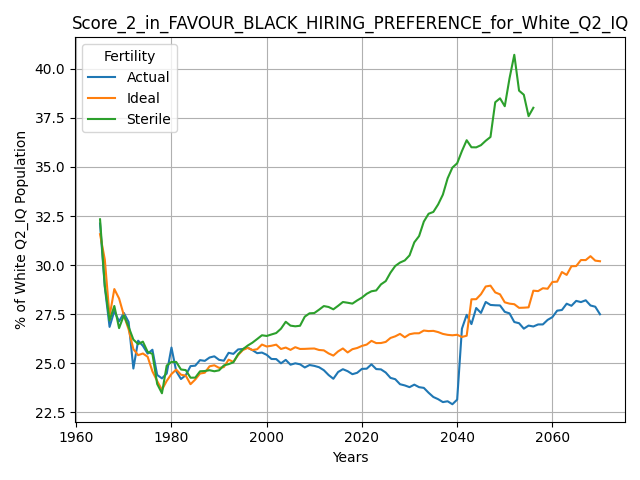 Score_2_in_FAVOUR_BLACK_HIRING_PREFERENCE_for_White_Q2_IQ
Fertility
Actual
Ideal
Sterile
% of White Q2_IQ Population
40.0
37.5
35.0
32.5
30.0
27.5
25.0
22.5
1960 1980 2000 2020 2040 2060
Years